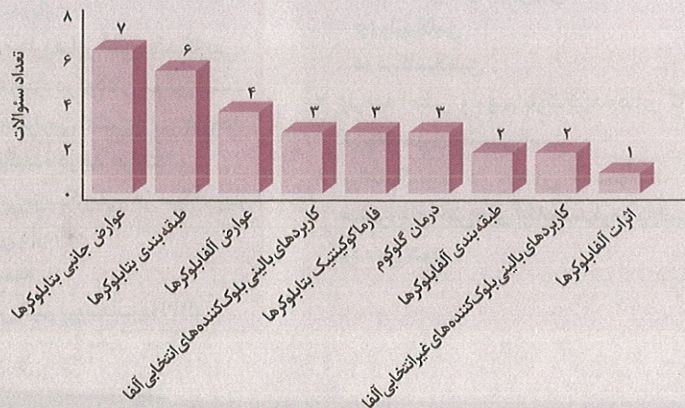 تعداد سئوالات
۸
۶
۴
۲
۰
۷
۶
۴
۳
۳
۳
۲
۲
۱
عوارض جانبی بتابلوکرها
طبقه‌بندی بتابلوکرها
عوارض آلفابلوکرها
کاربردهای بالینی بلوک‌کننده‌های انتخابی آلفا
فارماکوکینتیک بتابلوکرها
درمان گلوکوم
طبقه‌بندی آلفابلوکرها
کاربردهای بالینی بلوک‌کننده‌های غیرانتخابی آلفا
اثرات آلفابلوکرها